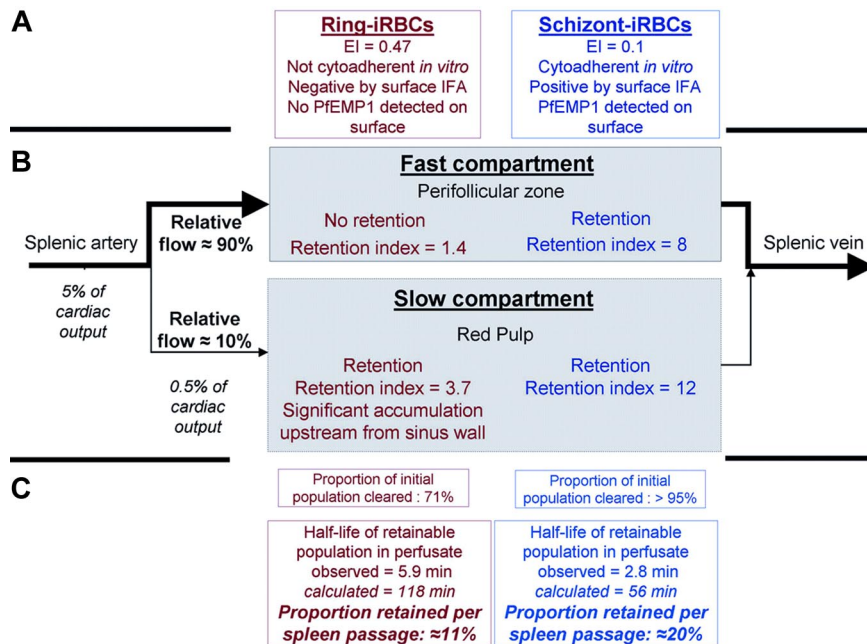 A
Ring-iRBCs
EI = 0.47
Not cytoadherent in vitro
Negative by surface IFA
No PfEMP1 detected on
surface
Schizont-iRBCs
EI = 0.1
Cytoadherent in vitro
Positive by surface IFA
PfEMP1 detected on
surface
B
Splenic artery
5% of
cardiac
output
Relative
flow ≈ 90%
Relative
flow ≈ 10%
0.5% of
cardiac
output
Fast compartment
Perifollicular zone
No retention
Retention index = 1.4
Retention
Retention index = 8
Slow compartment
Red Pulp
Retention
Retention index = 3.7
Significant accumulation
upstream from sinus wall
Retention
Retention index = 12
Splenic vein
C
Proportion of initial
population cleared : 71%
Proportion of initial
population cleared : > 95%
Half-life of retainable
population in perfusate
observed = 5.9 min
calculated = 118 min
Proportion retained per
spleen passage: ≈11%
Half-life of retainable
population in perfusate
observed = 2.8 min
calculated = 56 min
Proportion retained per
spleen passage: ≈20%